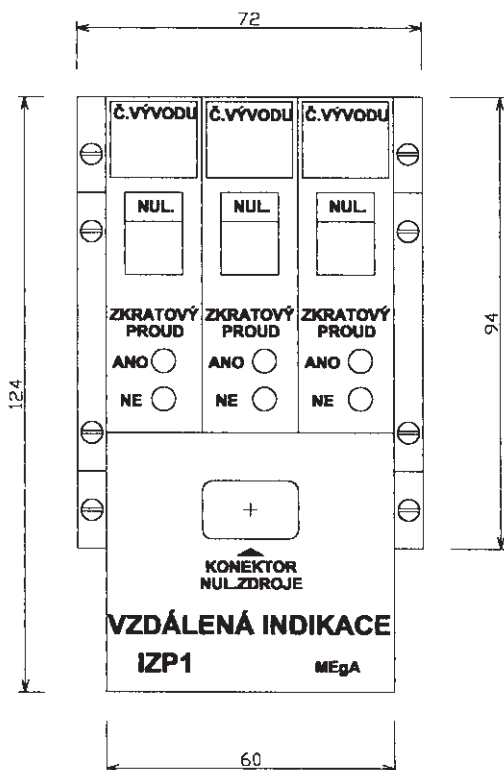 72
Č.VÝVODU Č.VÝVODU Č.VÝVODU
NUL. NUL. NUL.
ZKRATOVÝ ZKRATOVÝ ZKRATOVÝ
PROUD PROUD PROUD
ANO ANO ANO
NE NE NE
124
94
KONEKTOR
NUL.ZDROJE
VZDÁLENÁ INDIKACE
IZP1 MEgA
60